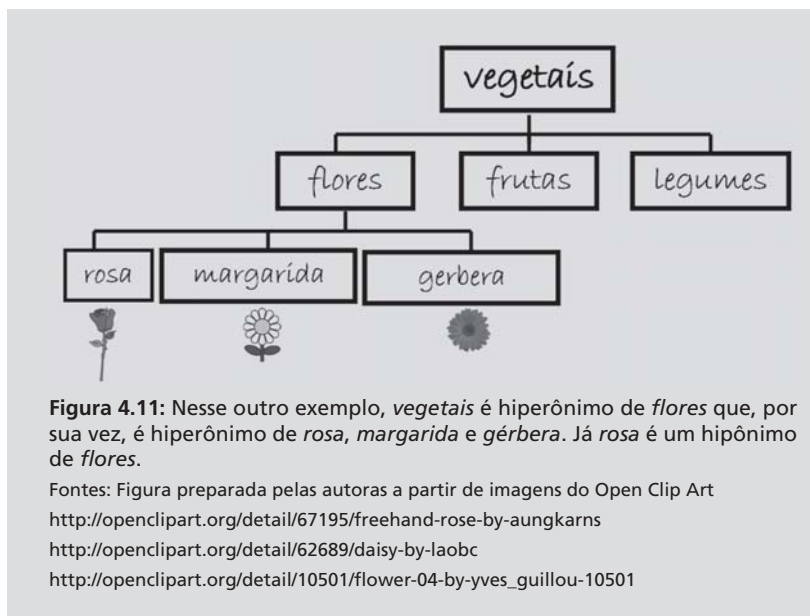 vegetais
flores frutas legumes
rosa margarida gerbera
Figura 4.11: Nesse outro exemplo, vegetais é hiperônimo de flores que, por
sua vez, é hiperônimo de rosa, margarida e gérbera. Já rosa é um hipônimo
de flores.
Fontes: Figura preparada pelas autoras a partir de imagens do Open Clip Art
http://openclipart.org/detail/67195/freehand-rose-by-aungkarns
http://openclipart.org/detail/62689/daisy-by-laobc
http://openclipart.org/detail/10501/flower-04-by-yves_guillou-10501